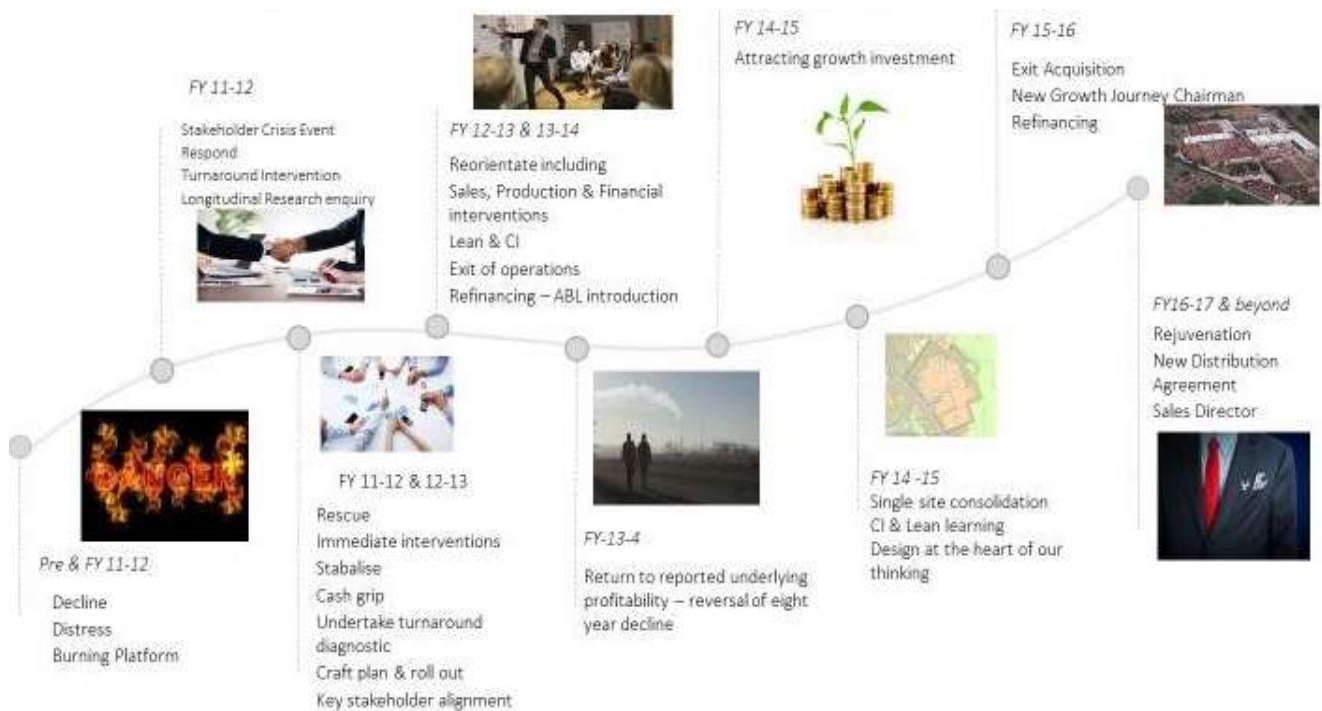 Pre & FY 11-12
Decline
Distress
Burning Platform
DANGER
FY 11-12
Stakeholder Crisis Event
Respond
Turnaround Intervention
Longitudinal Research enquiry
FY 11-12 & 12-13
Rescue
Immediate interventions
Stabalise
Cash grip
Undertake turnaround
diagnostic
Craft plan & roll out
Key stakeholder alignment
FY 12-13 & 13-14
Reorientate including
Sales, Production & Financial
interventions
Lean & CI
Exit of operations
Refinancing – ABL introduction
FY-13-4
Return to reported underlying
profitability – reversal of eight
year decline
FY 14-15
Attracting growth investment
FY 14 -15
Single site consolidation
CI & Lean learning
Design at the heart of our
thinking
FY 15-16
Exit Acquisition
New Growth Journey Chairman
Refinancing
FY16-17 & beyond
Rejuvenation
New Distribution
Agreement
Sales Director